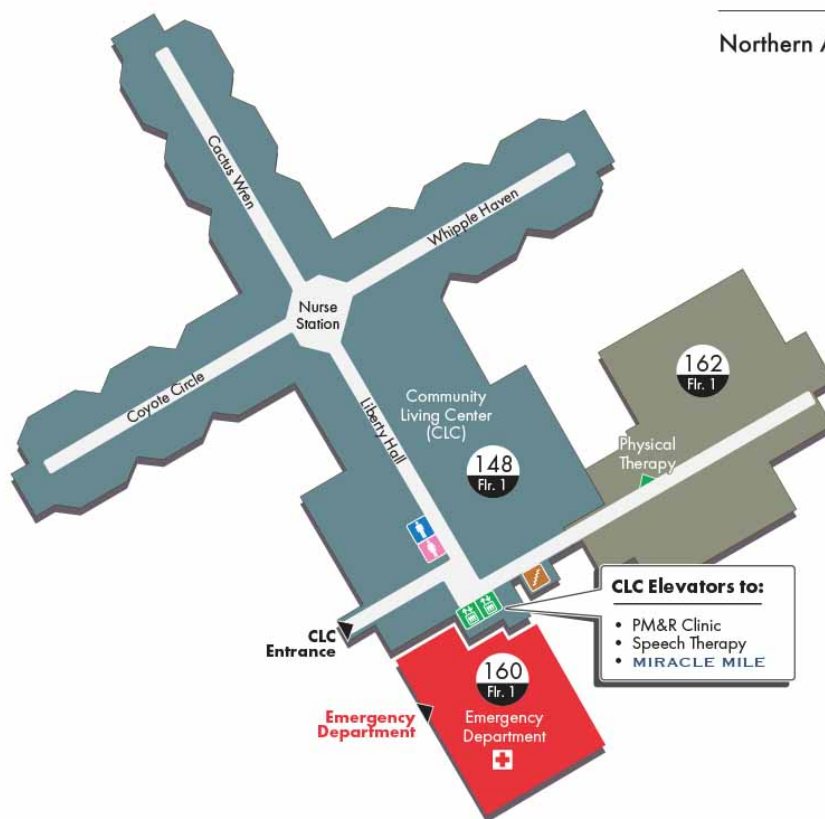 Northern A
Cactus Wren
Whipple Haven
Nurse
Station
Coyote Circle
Liberty Hall
Community
Living Center
(CLC)
148
Flr. 1
162
Flr. 1
Physical
Therapy
CLC
Entrance
CLC Elevators to:
• PM&R Clinic
• Speech Therapy
• MIRACLE MILE
160
Flr. 1
Emergency
Department
Emergency
Department